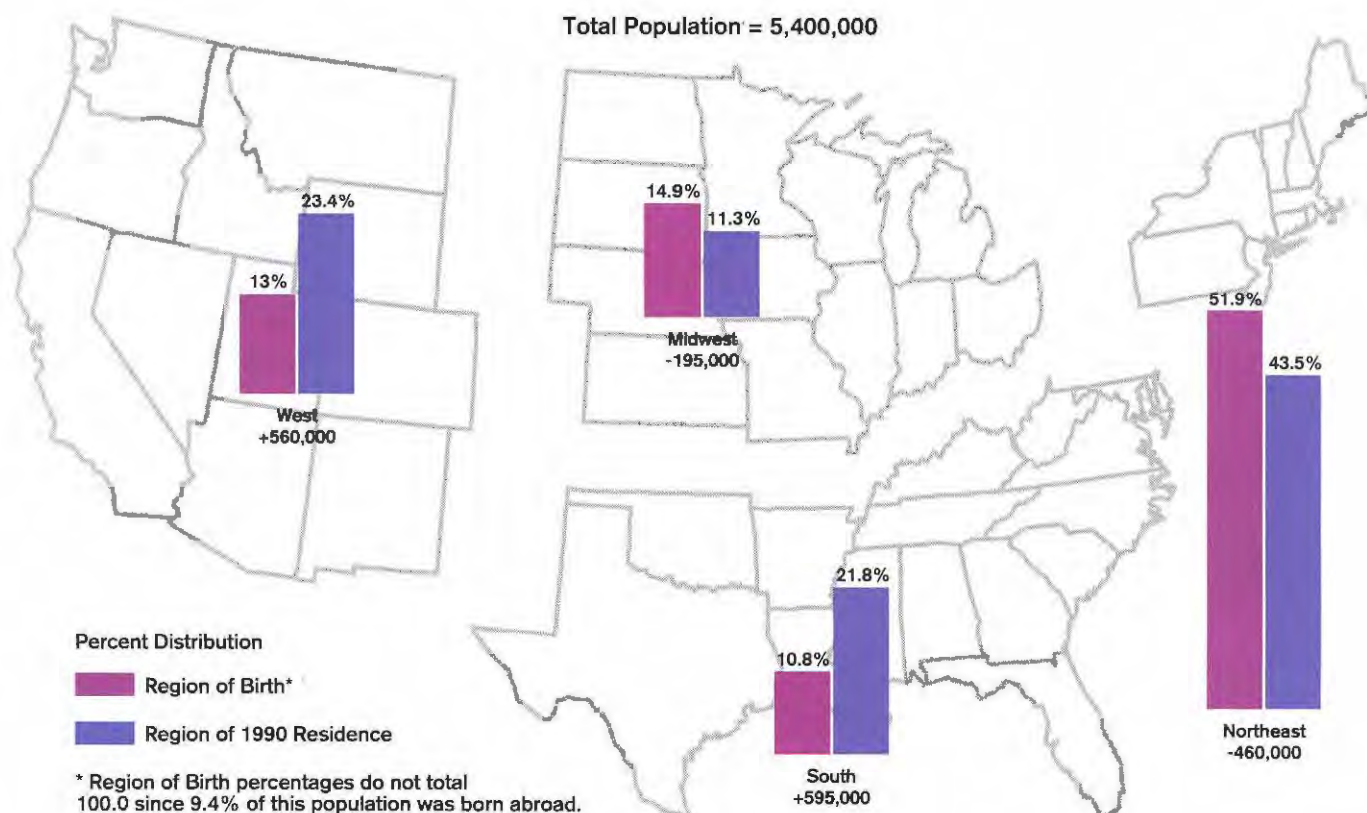 Total Population = 5,400,000
23.4%
13%
West
+560,000
14.9%
11.3%
Midwest
-195,000
51.9%
43.5%
Northeast
-460,000
21.8%
10.8%
South
+595,000
Percent Distribution
Region of Birth*
Region of 1990 Residence
* Region of Birth percentages do not total
100.0 since 9.4% of this population was born abroad.